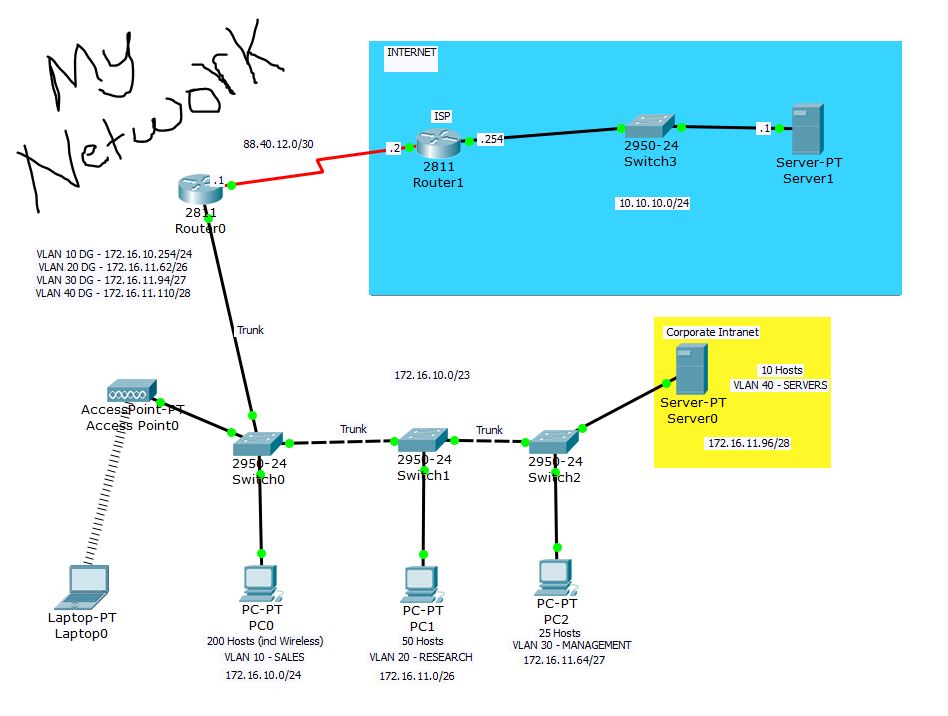 My
Network
INTERNET
ISP
88.40.12.0/30
.2
.254
.1
2811
Router1
2950-24
Switch3
Server-PT
Server1
10.10.10.0/24
.1
2811
Router0
VLAN 10 DG - 172.16.10.254/24
VLAN 20 DG - 172.16.11.62/26
VLAN 30 DG - 172.16.11.94/27
VLAN 40 DG - 172.16.11.110/28
Trunk
Corporate Intranet
10 Hosts
VLAN 40 - SERVERS
Server-PT
Server0
172.16.11.96/28
172.16.10.0/23
AccessPoint-PT
Access Point0
Trunk
Trunk
2950-24
Switch0
2950-24
Switch1
2950-24
Switch2
Laptop-PT
Laptop0
PC-PT
PC0
200 Hosts (incl Wireless)
VLAN 10 - SALES
172.16.10.0/24
PC-PT
PC1
50 Hosts
VLAN 20 - RESEARCH
172.16.11.0/26
PC-PT
PC2
25 Hosts
VLAN 30 - MANAGEMENT
172.16.11.64/27